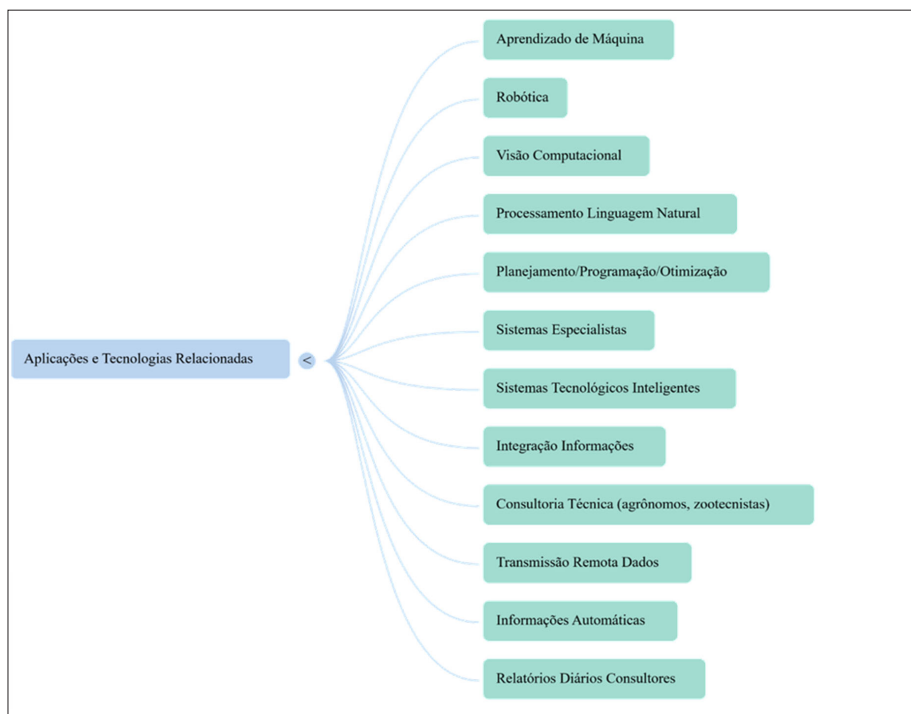 Aprendizado de Máquina
Robótica
Visão Computacional
Processamento Linguagem Natural
Planejamento/Programação/Otimização
Sistemas Especialistas
Aplicações e Tecnologias Relacionadas <
Sistemas Tecnológicos Inteligentes
Integração Informações
Consultoria Técnica (agrônomos, zootecnistas)
Transmissão Remota Dados
Informações Automáticas
Relatórios Diários Consultores